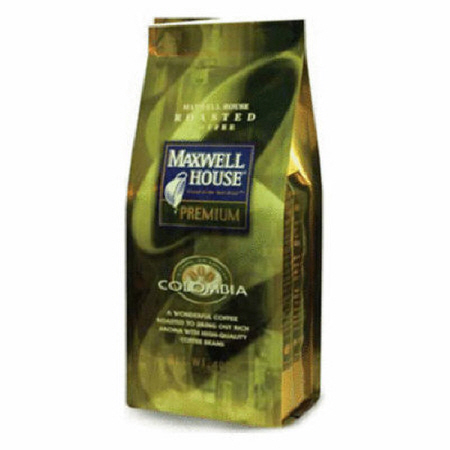 MAXWELL HOUSE
ROASTED
MAXWELL
HOUSE
PREMIUM
COLOMBIA
A WONDERFUL COFFEE
ROASTED TO BRING OUT RICH
AROMA WITH HIGH-QUALITY
COFFEE BEANS